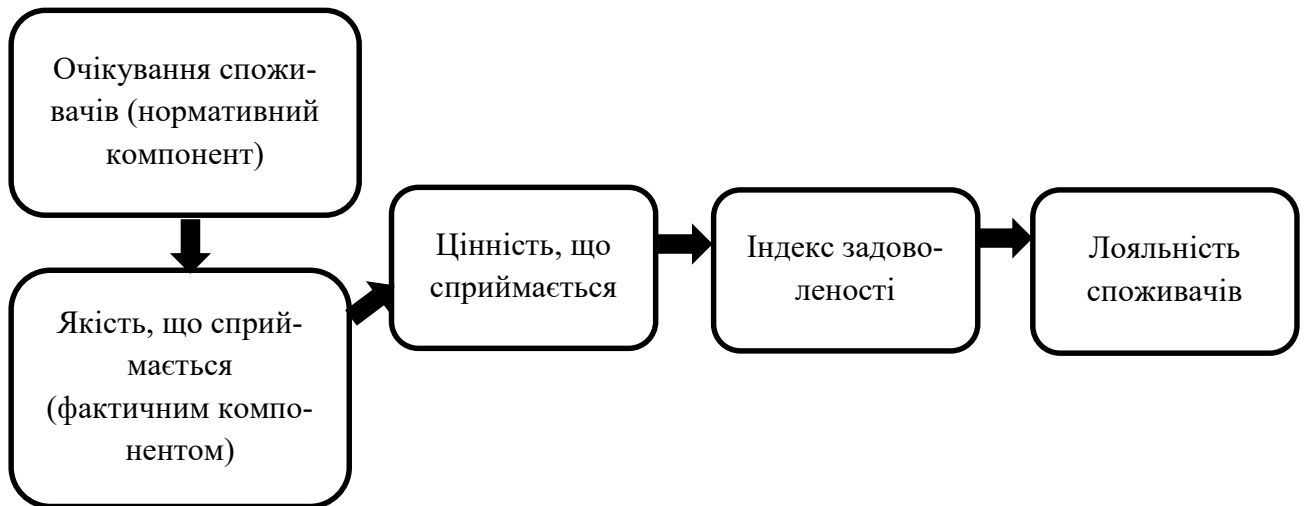 Очікування спожи-
вачів (нормативний
компонент)
Якість, що сприй-
мається
(фактичним компо-
нентом)
Цінність, що
сприймається
Індекс задово-
леності
Лояльність
споживачів